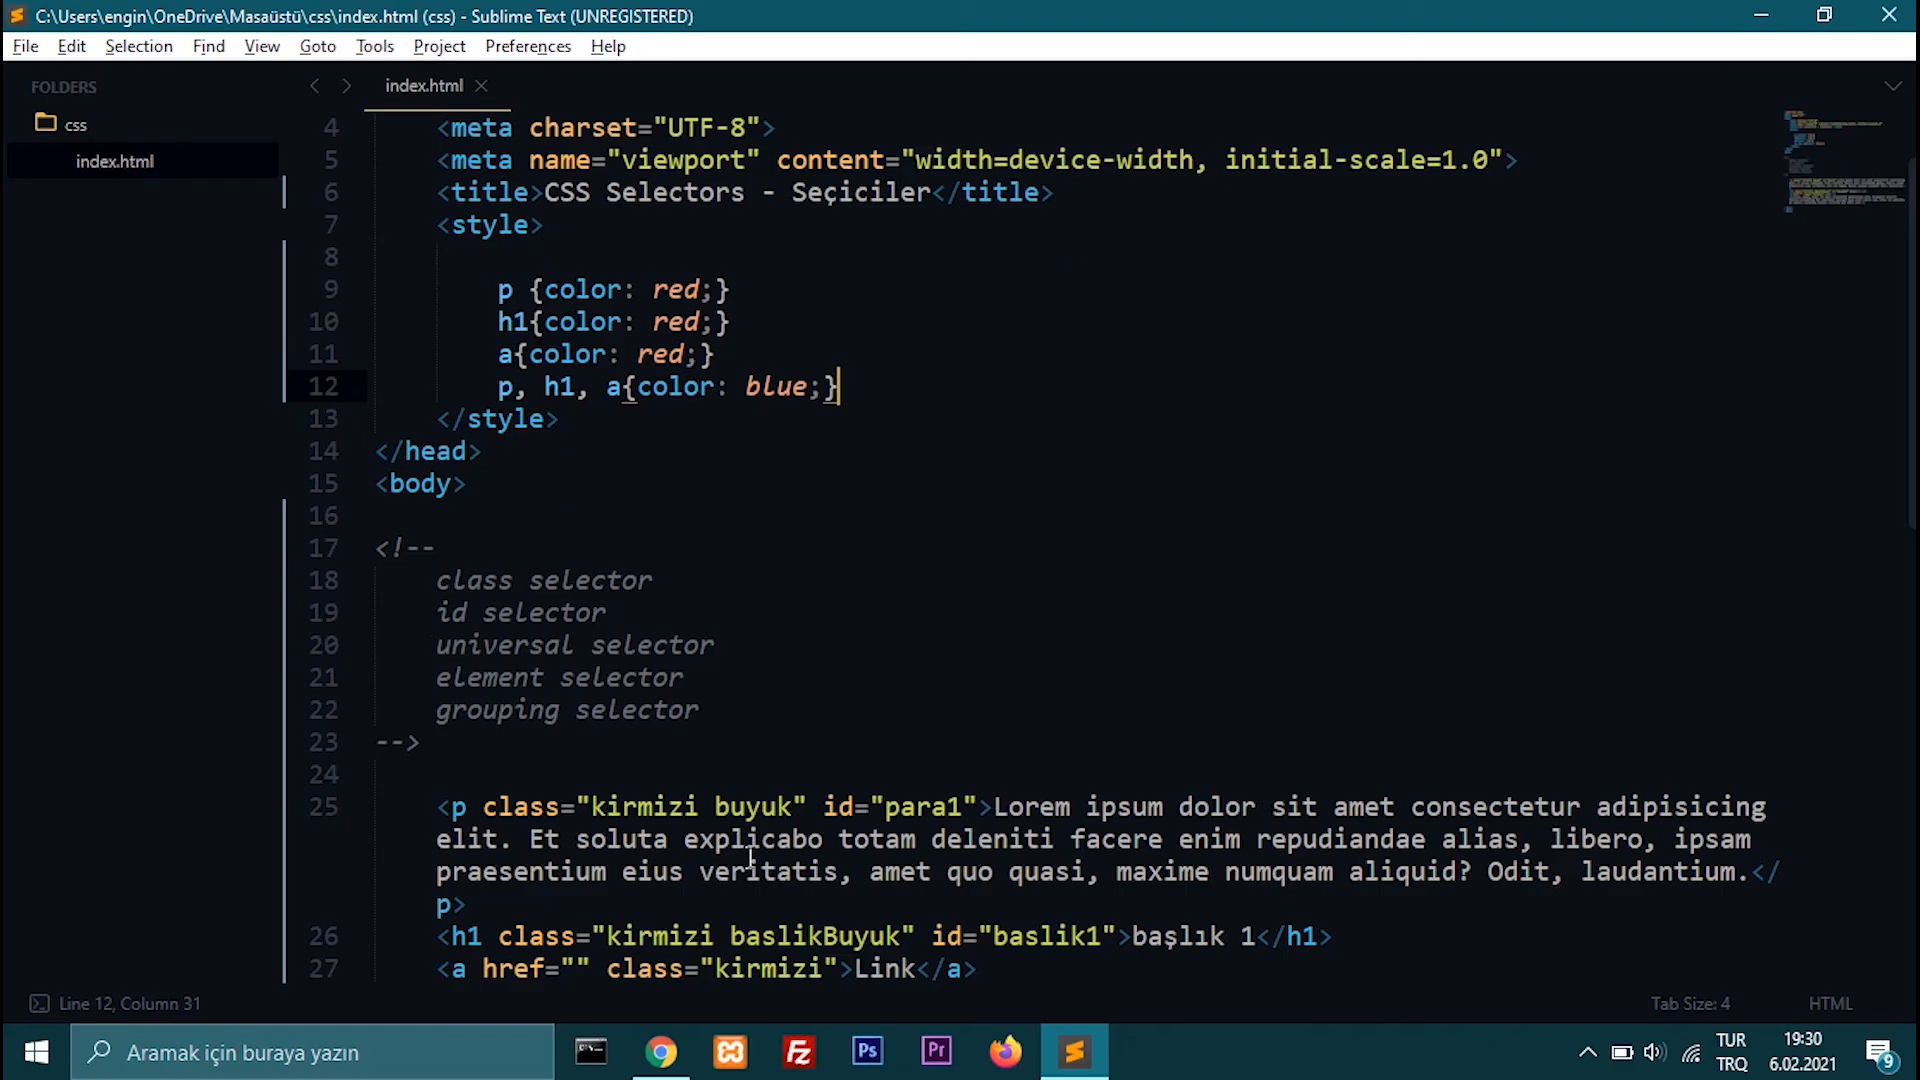 C:\Users\engin\OneDrive\Masaüstü\css\index.html (css) - Sublime Text (UNREGISTERED)
File Edit Selection Find View Goto Tools Project Preferences Help
FOLDERS
css
index.html
index.html
4 <meta charset="UTF-8">
5 <meta name="viewport" content="width=device-width, initial-scale=1.0">
6 <title>CSS Selectors - Seçiciler</title>
7 <style>
8
9 p {color: red;}
10 h1{color: red;}
11 a{color: red;}
12 p, h1, a{color: blue;}
13 </style>
14 </head>
15 <body>
16
17 <!--
18 class selector
19 id selector
20 universal selector
21 element selector
22 grouping selector
23 -->
24
25 <p class="kirmizi buyuk" id="para1">Lorem ipsum dolor sit amet consectetur adipisicing
elit. Et soluta explicabo totam deleniti facere enim repudiandae alias, libero, ipsam
praesentium eius veritatis, amet quo quasi, maxime numquam aliquid? Odit, laudantium.</
p>
26 <h1 class="kirmizi baslikBuyuk" id="baslik1">başlık 1</h1>
27 <a href="" class="kirmizi">Link</a>
Line 12, Column 31
Tab Size: 4
HTML
Aramak için buraya yazın
Ps
Pr
TUR
TRQ
19:30
6.02.2021
9